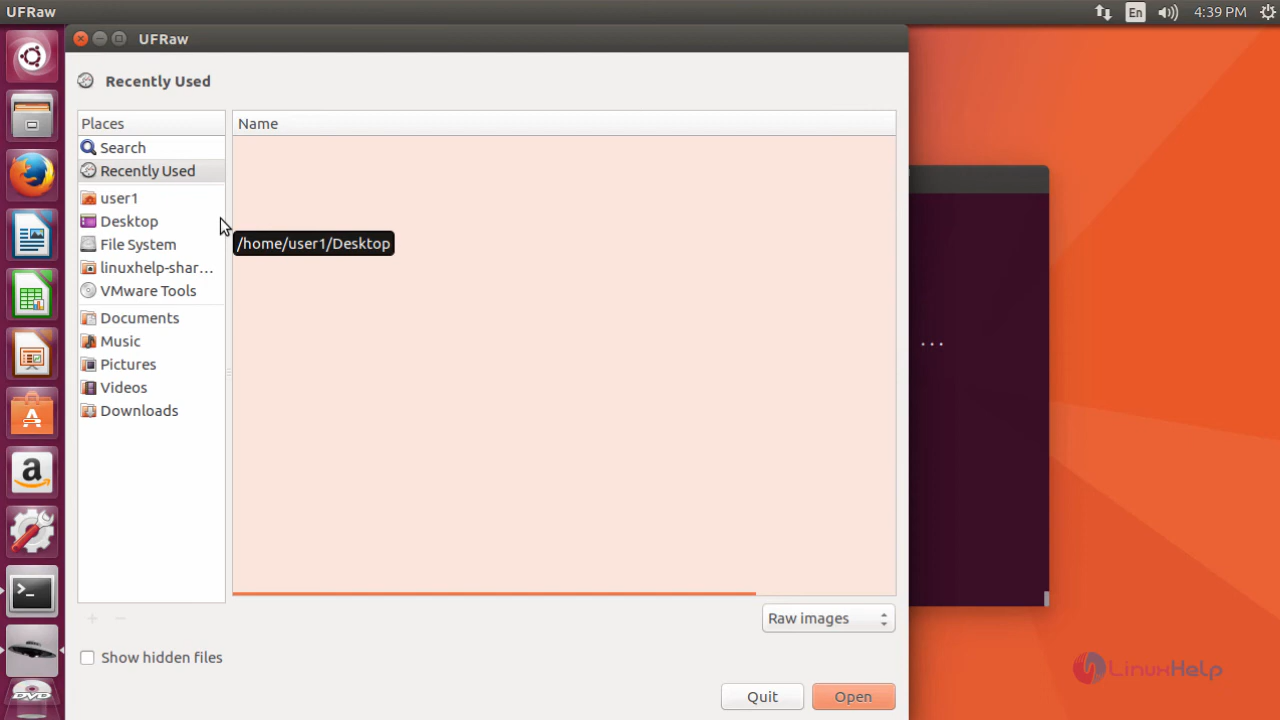 UFRaw
En
4:39 PM
UFRaw
Recently Used
Places
Name
Search
Recently Used
user1
Desktop
/home/user1/Desktop
File System
linuxhelp-shar...
VMware Tools
Documents
...
Music
Pictures
Videos
Downloads
Raw images
Show hidden files
LinuxHelp
DVD
Quit
Open